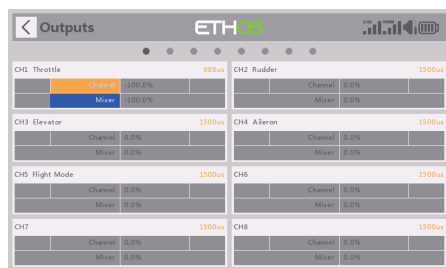 Outputs ETHOS 2.4G
CH1 Throttle 988us CH2 Rudder 1500us
Channel -100.0% Channel 0.0%
Mixer -100.0% Mixer 0.0%
CH3 Elevator 1500us CH4 Aileron 1500us
Channel 0.0% Channel 0.0%
Mixer 0.0% Mixer 0.0%
CH5 Flight Mode 1500us CH6 1500us
Channel 0.0% Channel 0.0%
Mixer 0.0% Mixer 0.0%
CH7 1500us CH8 1500us
Channel 0.0% Channel 0.0%
Mixer 0.0% Mixer 0.0%